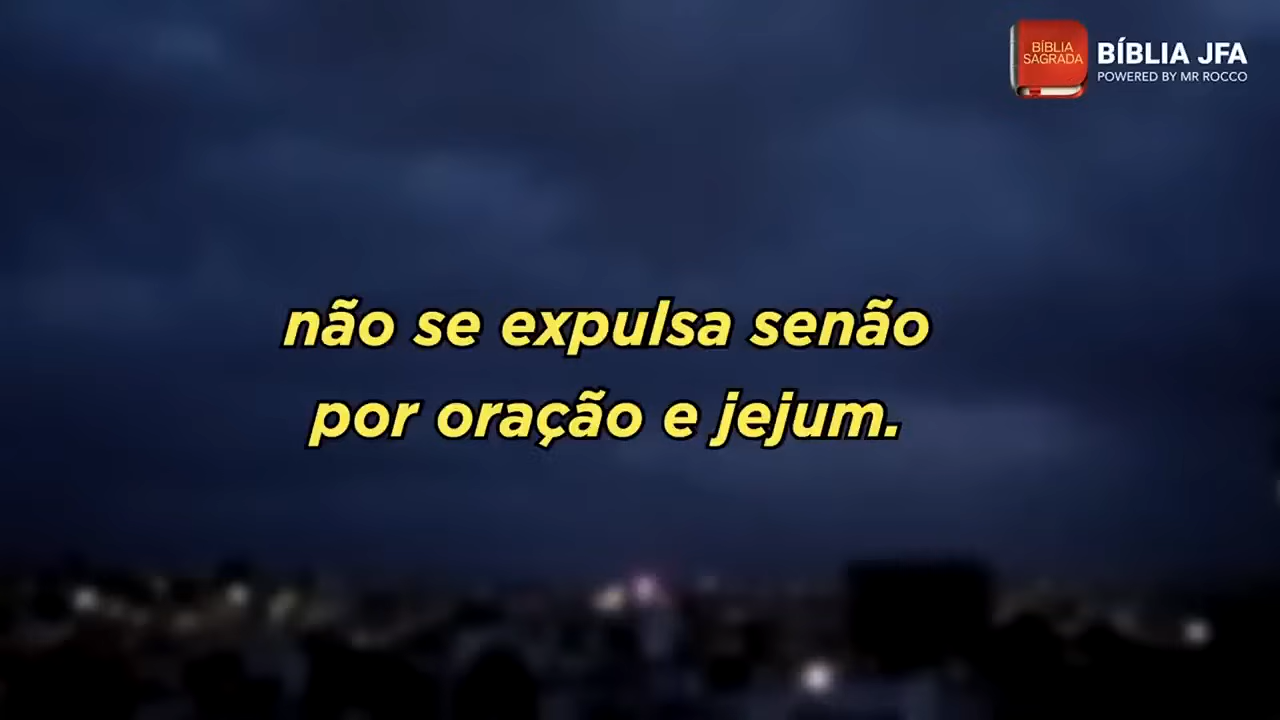 BÍBLIA
SAGRADA
BÍBLIA JFA
POWERED BY MR ROCCO
não se expulsa senão
por oração e jejum.